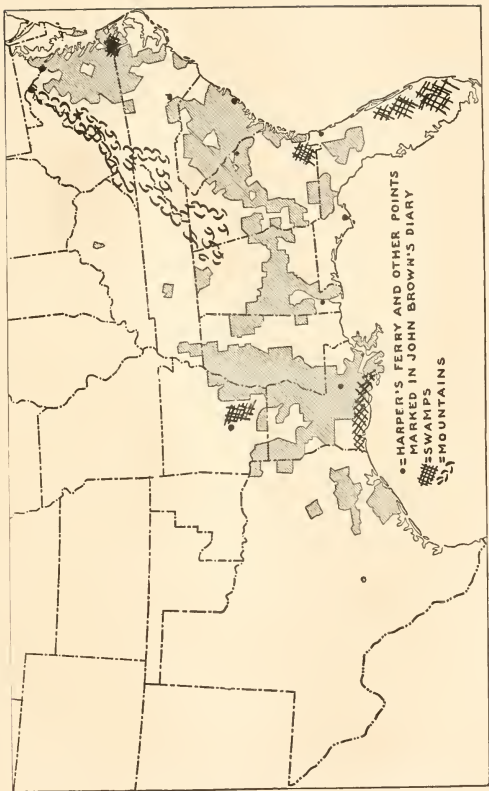 •=HARPER'S FERRY AND OTHER POINTS
MARKED IN JOHN BROWN'S DIARY
=SWAMPS
=MOUNTAINS